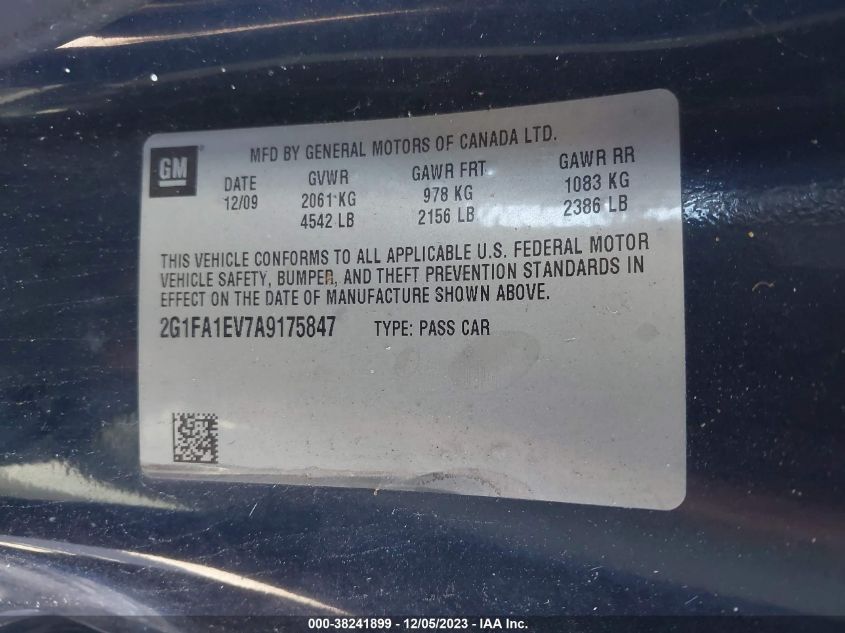 GM
MFD BY GENERAL MOTORS OF CANADA LTD.
DATE GVWR GAWR FRT GAWR RR
12/09 2061 KG 978 KG 1083 KG
4542 LB 2156 LB 2386 LB
THIS VEHICLE CONFORMS TO ALL APPLICABLE U.S. FEDERAL MOTOR
VEHICLE SAFETY, BUMPER, AND THEFT PREVENTION STANDARDS IN
EFFECT ON THE DATE OF MANUFACTURE SHOWN ABOVE.
2G1FA1EV7A9175847 TYPE: PASS CAR
000-38241899 - 12/05/2023 - IAA Inc.